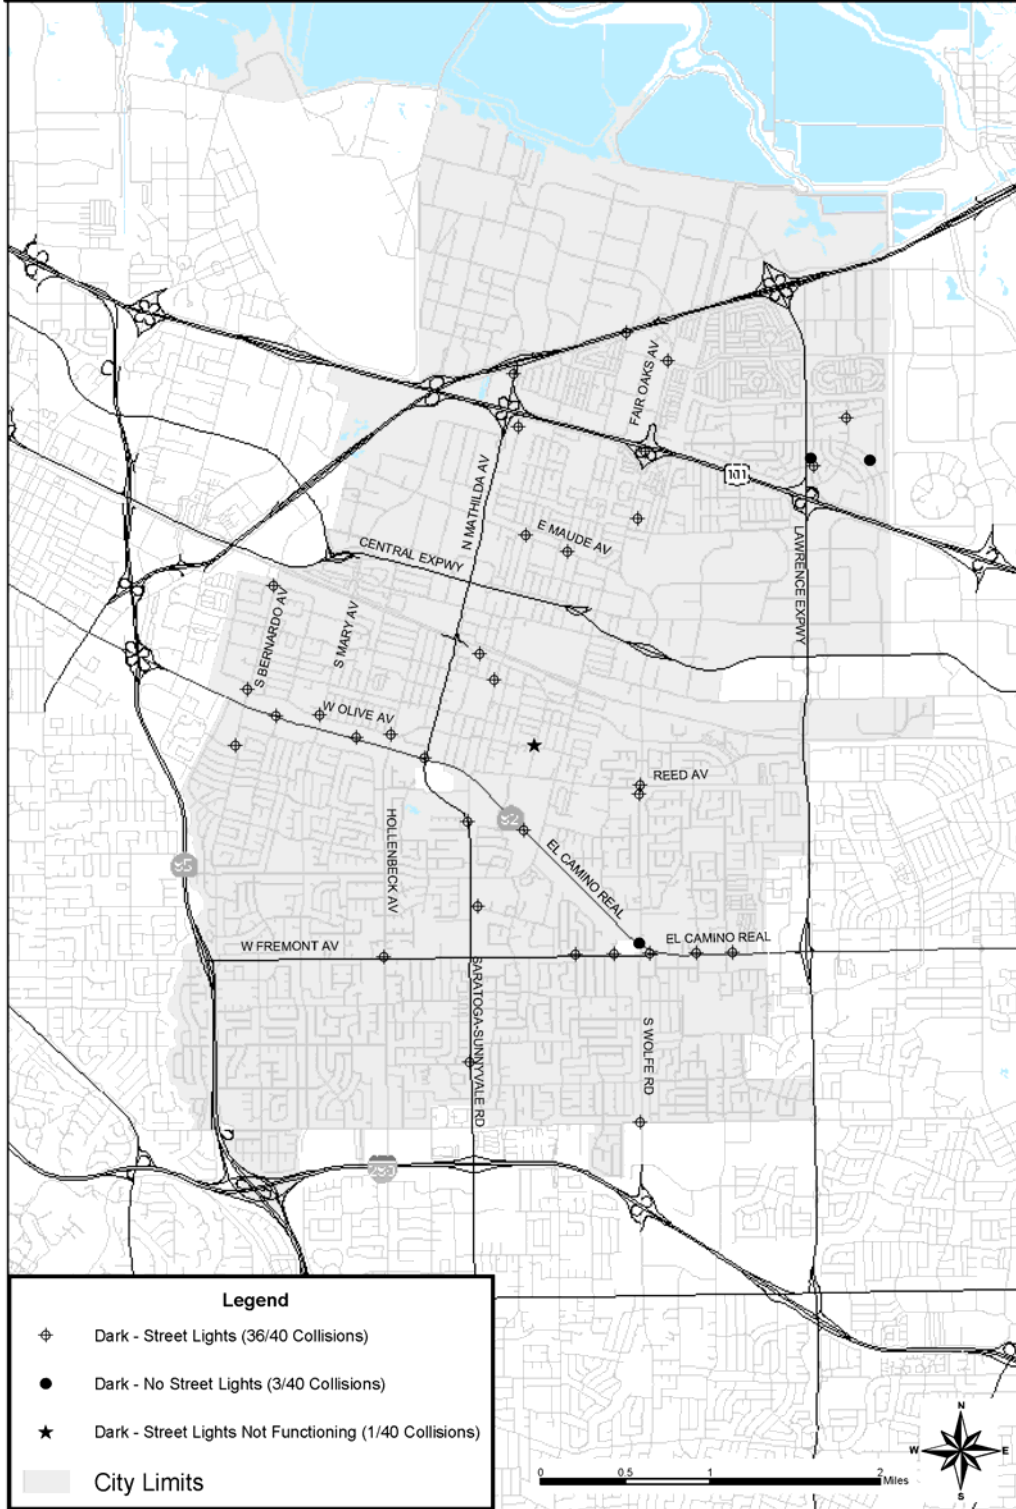 FAIR OAKS AV
101
N MATHILDA AV
E MAUDE AV
CENTRAL EXPWY
LAWRENCE EXPWY
S BERNARDO AV
S MARY AV
W OLIVE AV
REED AV
HOLLENBECK AV
EL CAMINO REAL
W FREMONT AV
EL CAMINO REAL
SARATOGA-SUNNYVALE RD
S WOLFE RD
Legend
Dark - Street Lights (36/40 Collisions)
Dark - No Street Lights (3/40 Collisions)
Dark - Street Lights Not Functioning (1/40 Collisions)
City Limits
0 0.5 1 2 Miles
N
W E
S